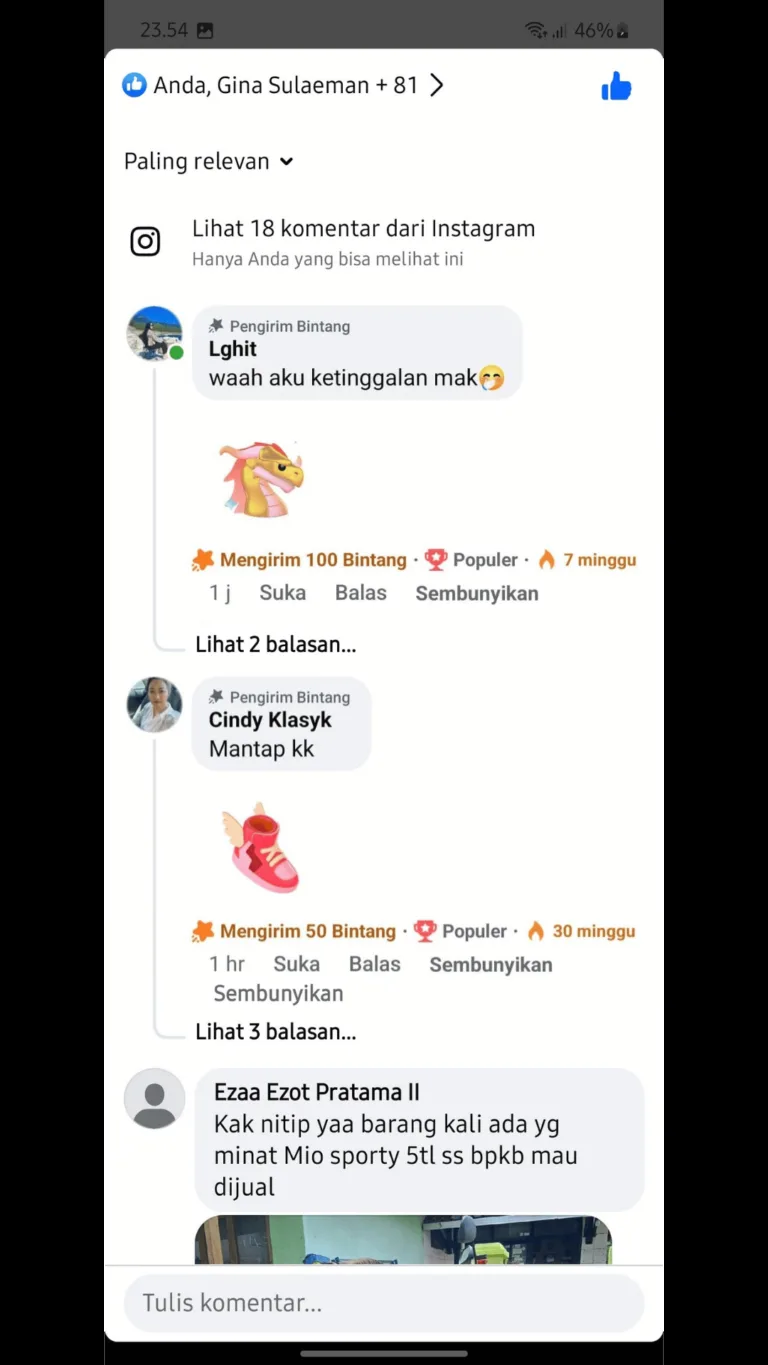 23.54
46%
Anda, Gina Sulaeman + 81
Paling relevan
Lihat 18 komentar dari Instagram
Hanya Anda yang bisa melihat ini
Pengirim Bintang
Lghit
waah aku ketinggalan mak🤭
Mengirim 100 Bintang · Populer · 7 minggu
1 j Suka Balas Sembunyikan
Lihat 2 balasan...
Pengirim Bintang
Cindy Klasyk
Mantap kk
Mengirim 50 Bintang · Populer · 30 minggu
1 hr Suka Balas Sembunyikan
Sembunyikan
Lihat 3 balasan...
Ezaa Ezot Pratama II
Kak nitip yaa barang kali ada yg
minat Mio sporty 5tl ss bpkb mau
dijual
Tulis komentar...